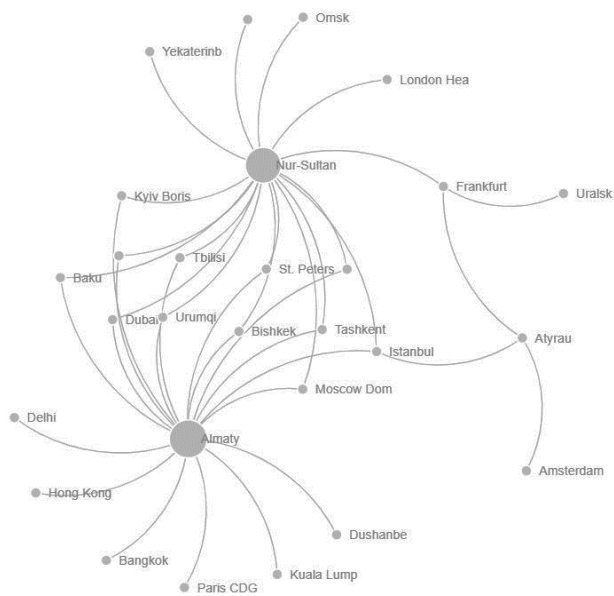 Omsk
Yekaterinb
London Hea
Nur-Sultan
Frankfurt
Uralsk
Kyiv Boris
Tbilisi
St. Peters
Baku
Dubai
Urumqi
Bishkek
Tashkent
Istanbul
Atyrau
Moscow Dom
Delhi
Almaty
Amsterdam
Hong Kong
Dushanbe
Bangkok
Kuala Lump
Paris CDG